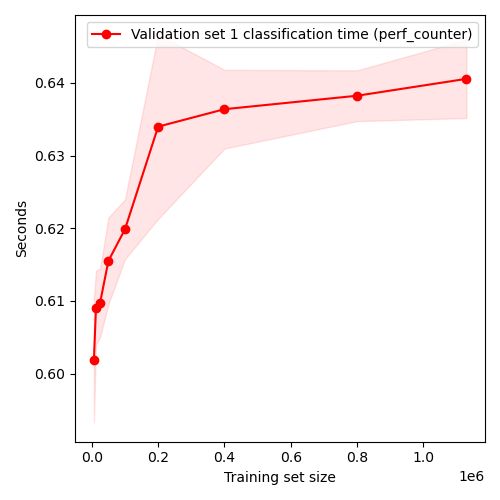 Validation set 1 classification time (perf_counter)
0.64
0.63
0.62
0.61
0.60
Seconds
0.0 0.2 0.4 0.6 0.8 1.0
1e6
Training set size